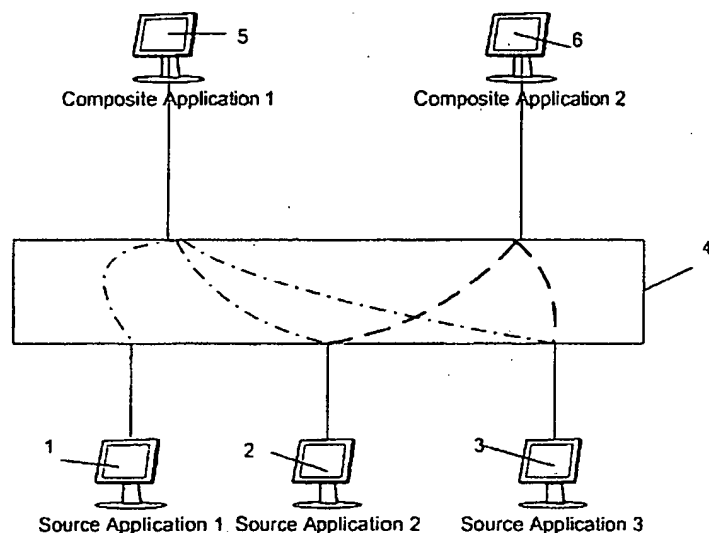 5
6
Composite Application 1
Composite Application 2
4
1
2
3
Source Application 1
Source Application 2
Source Application 3